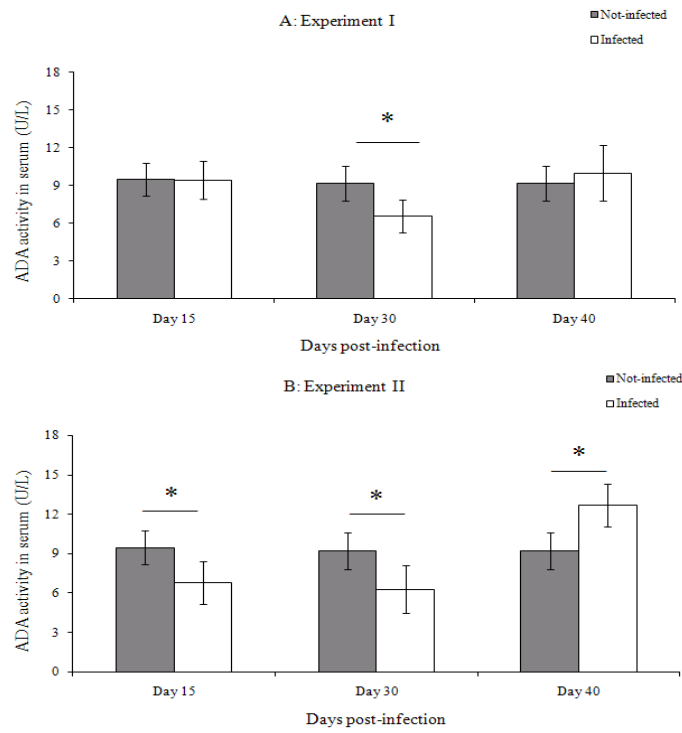 A: Experiment I
Not-infected
Infected
ADA activity in serum (U/L)
18
15
12
9
6
3
0
*
Day 15
Day 30
Day 40
Days post-infection
B: Experiment II
Not-infected
Infected
ADA activity in serum (U/L)
18
15
12
9
6
3
0
*
*
*
Day 15
Day 30
Day 40
Days post-infection